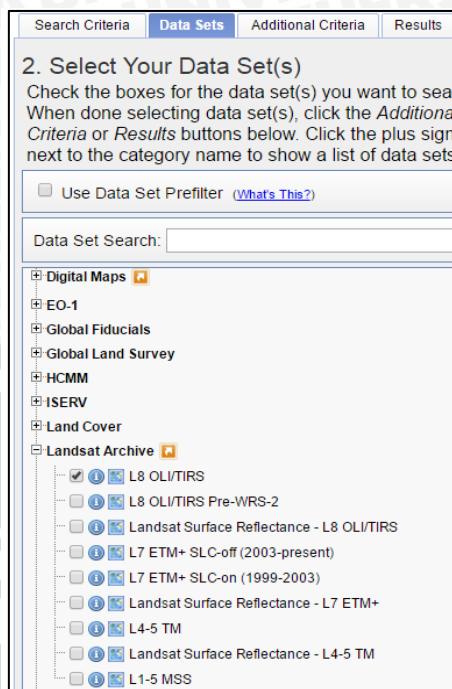 Search Criteria Data Sets Additional Criteria Results
2. Select Your Data Set(s)
Check the boxes for the data set(s) you want to sea
When done selecting data set(s), click the Additiona
Criteria or Results buttons below. Click the plus sign
next to the category name to show a list of data sets
Use Data Set Prefilter (What's This?)
Data Set Search:
Digital Maps
EO-1
Global Fiducials
Global Land Survey
HCMM
ISERV
Land Cover
Landsat Archive
L8 OLI/TIRS
L8 OLI/TIRS Pre-WRS-2
Landsat Surface Reflectance - L8 OLI/TIRS
L7 ETM+ SLC-off (2003-present)
L7 ETM+ SLC-on (1999-2003)
Landsat Surface Reflectance - L7 ETM+
L4-5 TM
Landsat Surface Reflectance - L4-5 TM
L1-5 MSS